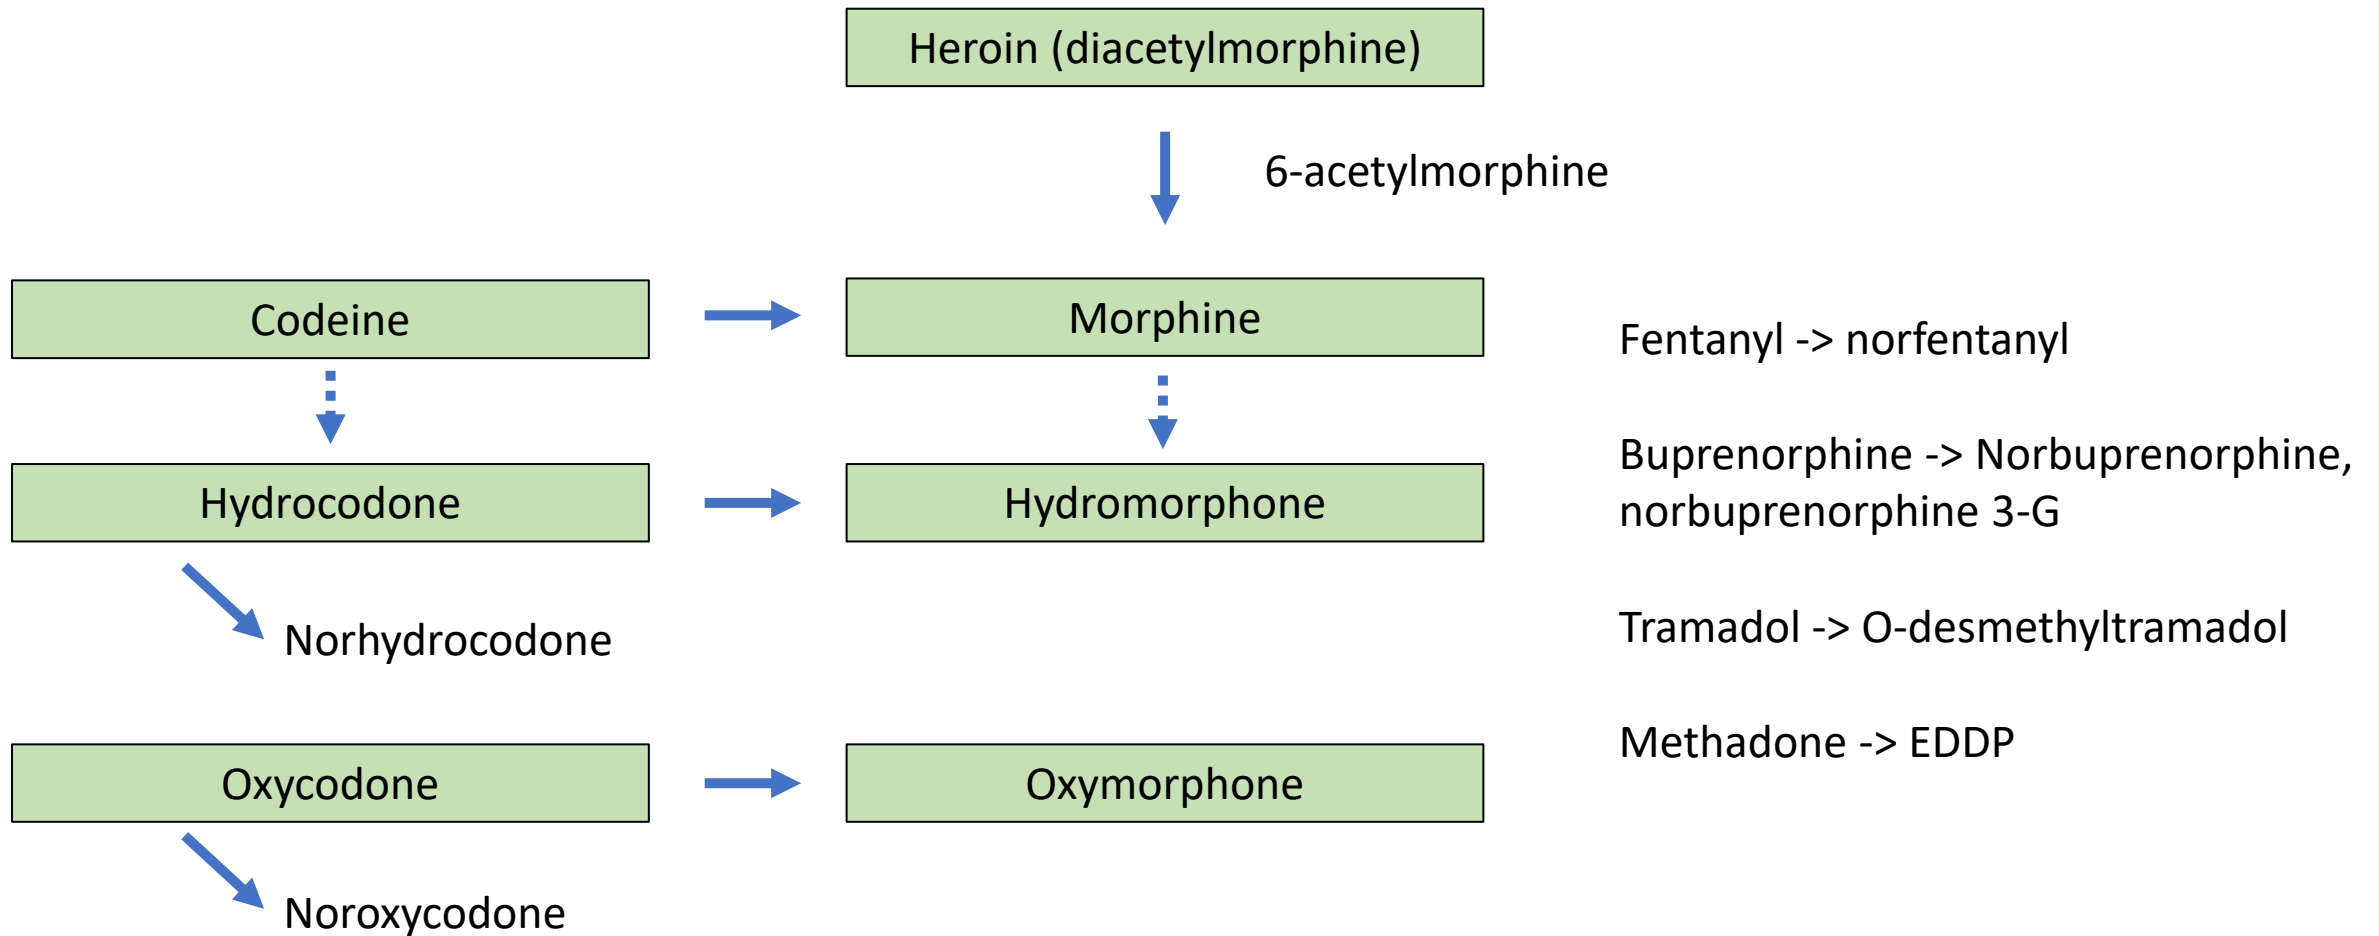 Heroin (diacetylmorphine)
6-acetylmorphine
Codeine
Morphine
Hydrocodone
Hydromorphone
Norhydrocodone
Oxycodone
Oxymorphone
Noroxycodone
Fentanyl -> norfentanyl
Buprenorphine -> Norbuprenorphine,
norbuprenorphine 3-G
Tramadol -> O-desmethyltramadol
Methadone -> EDDP